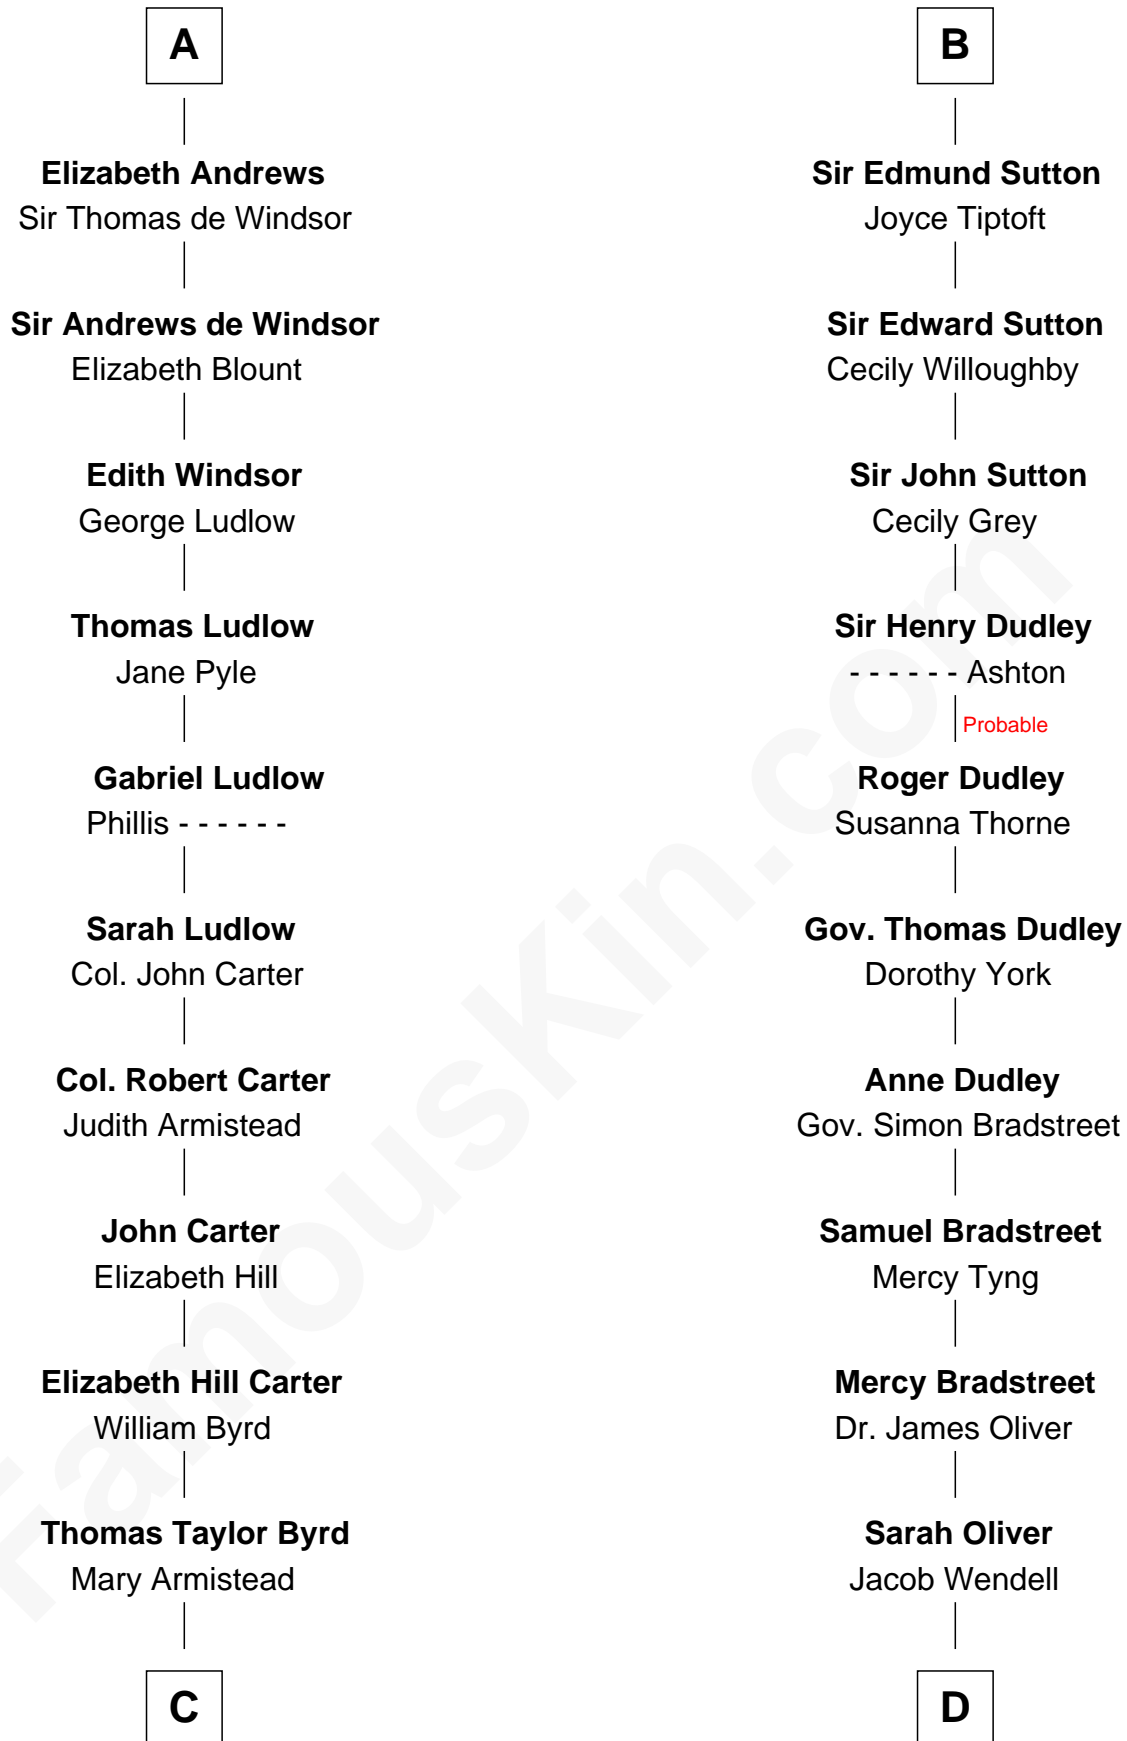 A
Elizabeth Andrews
Sir Thomas de Windsor
Sir Andrews de Windsor
Elizabeth Blount
Edith Windsor
George Ludlow
Thomas Ludlow
Jane Pyle
Gabriel Ludlow
Phillis - - - - - -
Sarah Ludlow
Col. John Carter
Col. Robert Carter
Judith Armistead
John Carter
Elizabeth Hill
Elizabeth Hill Carter
William Byrd
Thomas Taylor Byrd
Mary Armistead
C
B
Sir Edmund Sutton
Joyce Tiptoft
Sir Edward Sutton
Cecily Willoughby
Sir John Sutton
Cecily Grey
Sir Henry Dudley
- - - - - - Ashton
Probable
Roger Dudley
Susanna Thorne
Gov. Thomas Dudley
Dorothy York
Anne Dudley
Gov. Simon Bradstreet
Samuel Bradstreet
Mercy Tyng
Mercy Bradstreet
Dr. James Oliver
Sarah Oliver
Jacob Wendell
D
FamousKin.com